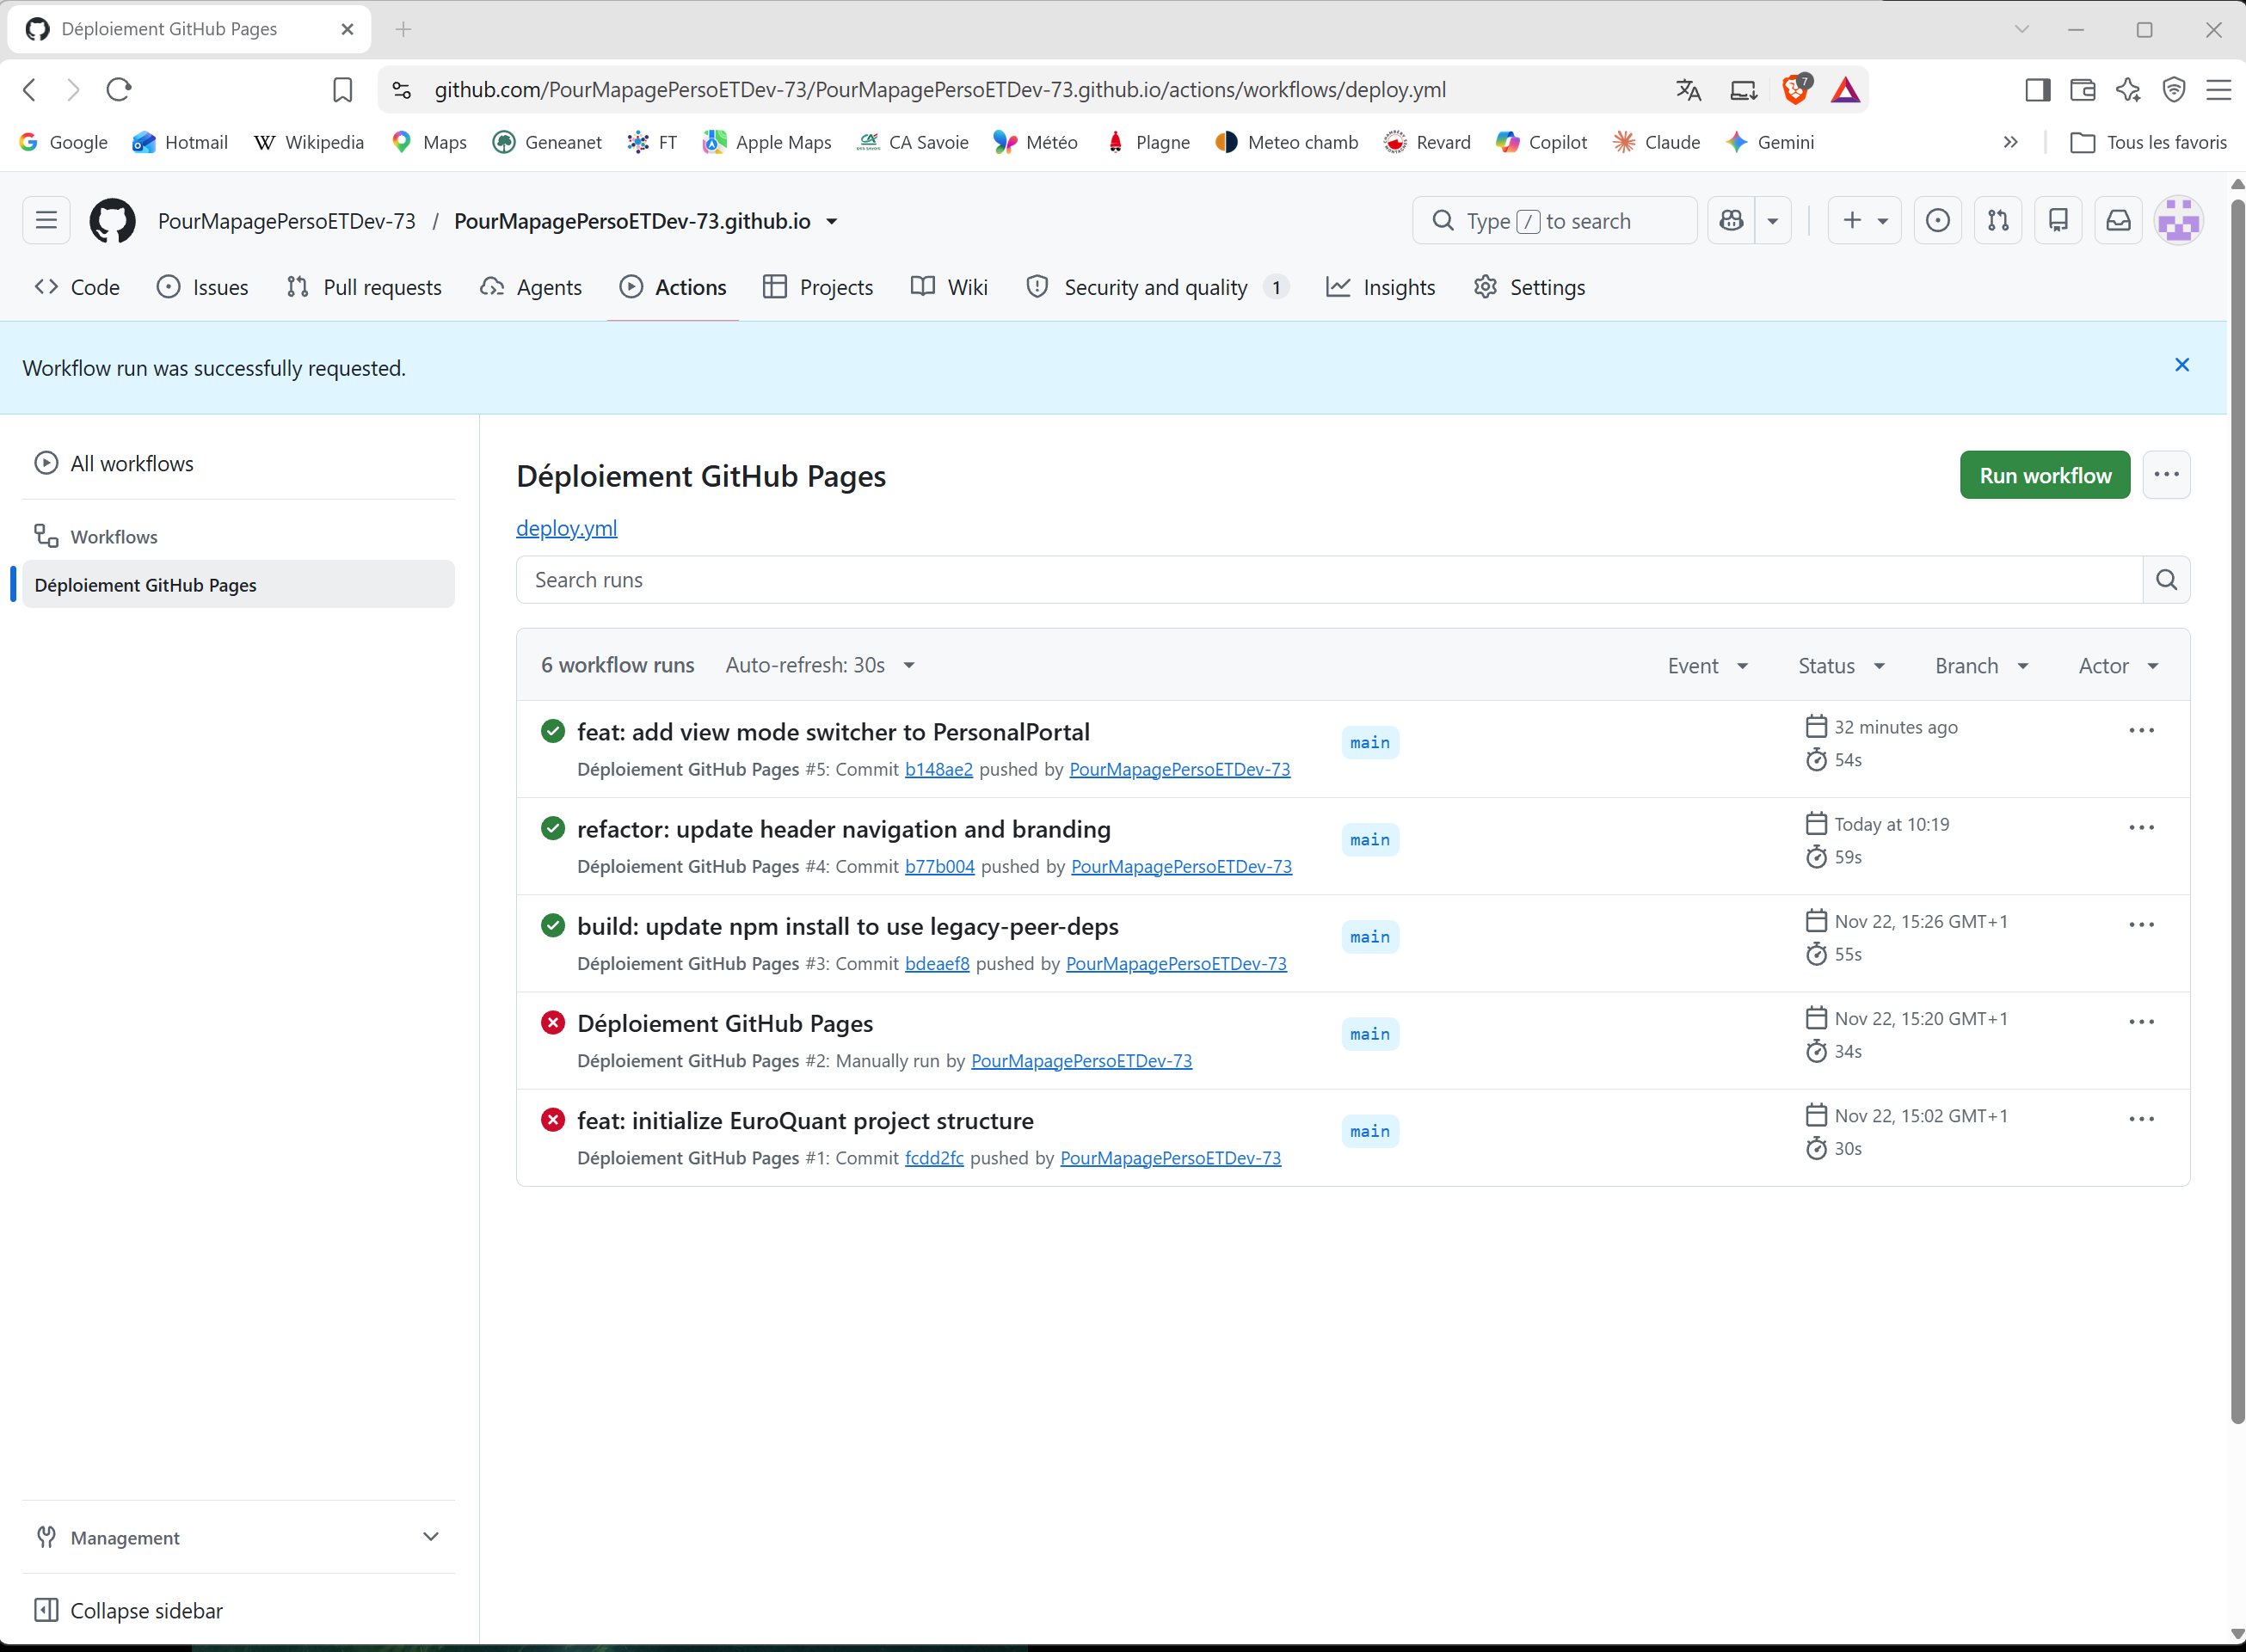 Déploiement GitHub Pages
github.com/PourMapagePersoETDev-73/PourMapagePersoETDev-73.github.io/actions/workflows/deploy.yml
7
Google
Hotmail
Wikipedia
Maps
Geneanet
FT
Apple Maps
CA Savoie
Météo
Plagne
Meteo chamb
Revard
Copilot
Claude
Gemini
Tous les favoris
PourMapagePersoETDev-73 / PourMapagePersoETDev-73.github.io
Type / to search
Code
Issues
Pull requests
Agents
Actions
Projects
Wiki
Security and quality 1
Insights
Settings
Workflow run was successfully requested.
All workflows
Workflows
Déploiement GitHub Pages
Management
Collapse sidebar
Déploiement GitHub Pages
Run workflow
deploy.yml
Search runs
6 workflow runs
Auto-refresh: 30s
Event
Status
Branch
Actor
feat: add view mode switcher to PersonalPortal
Déploiement GitHub Pages #5: Commit b148ae2 pushed by PourMapagePersoETDev-73
main
32 minutes ago
54s
refactor: update header navigation and branding
Déploiement GitHub Pages #4: Commit b77b004 pushed by PourMapagePersoETDev-73
main
Today at 10:19
59s
build: update npm install to use legacy-peer-deps
Déploiement GitHub Pages #3: Commit bdeaef8 pushed by PourMapagePersoETDev-73
main
Nov 22, 15:26 GMT+1
55s
Déploiement GitHub Pages
Déploiement GitHub Pages #2: Manually run by PourMapagePersoETDev-73
main
Nov 22, 15:20 GMT+1
34s
feat: initialize EuroQuant project structure
Déploiement GitHub Pages #1: Commit fcdd2fc pushed by PourMapagePersoETDev-73
main
Nov 22, 15:02 GMT+1
30s